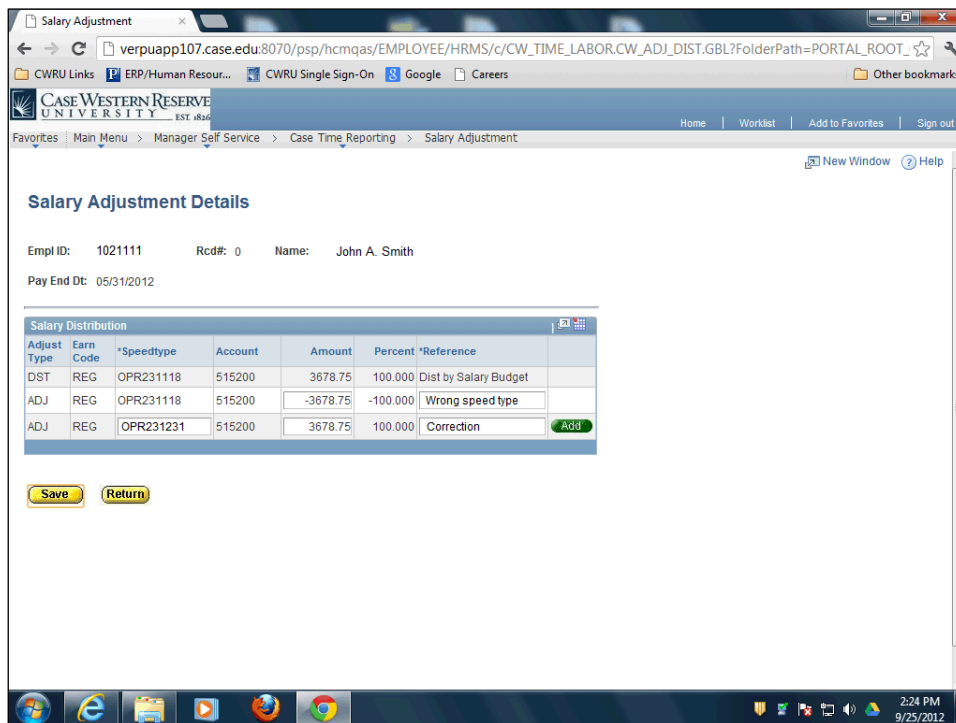 Salary Adjustment
verpuapp107.case.edu:8070/psp/hcmqas/EMPLOYEE/HRMS/c/CW_TIME_LABOR.CW_ADJ_DIST.GBL?FolderPath=PORTAL_ROOT_
CWRU Links ERP/Human Resour... CWRU Single Sign-On Google Careers Other bookmark
CASE WESTERN RESERVE
UNIVERSITY EST. 1826
Home | Worklist | Add to Favorites | Sign out
Favorites Main Menu > Manager Self Service > Case Time Reporting > Salary Adjustment
New Window ? Help
Salary Adjustment Details
Empl ID: 1021111 Rcd#: 0 Name: John A. Smith
Pay End Dt: 05/31/2012
Salary Distribution
Adjust Type Earn Code *Speedtype Account Amount Percent *Reference
DST REG OPR231118 515200 3678.75 100.000 Dist by Salary Budget
ADJ REG OPR231118 515200 -3678.75 -100.000 Wrong speed type
ADJ REG OPR231231 515200 3678.75 100.000 Correction Add
Save Return
2:24 PM
9/25/2012